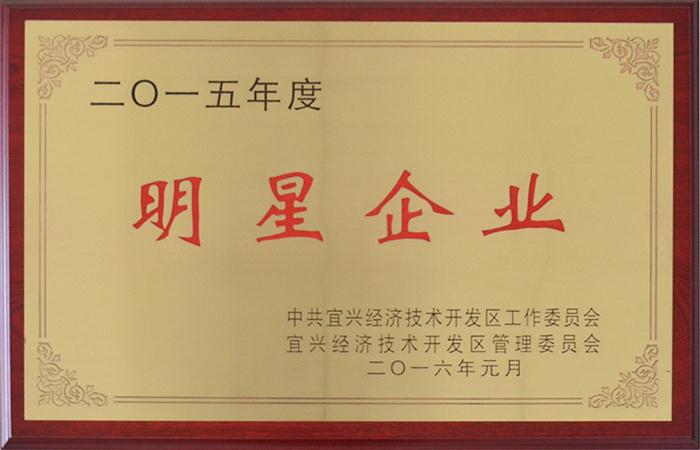 二〇一五年度
明星企业
中共宜兴经济技术开发区工作委员会
宜兴经济技术开发区管理委员会
二〇一六年元月